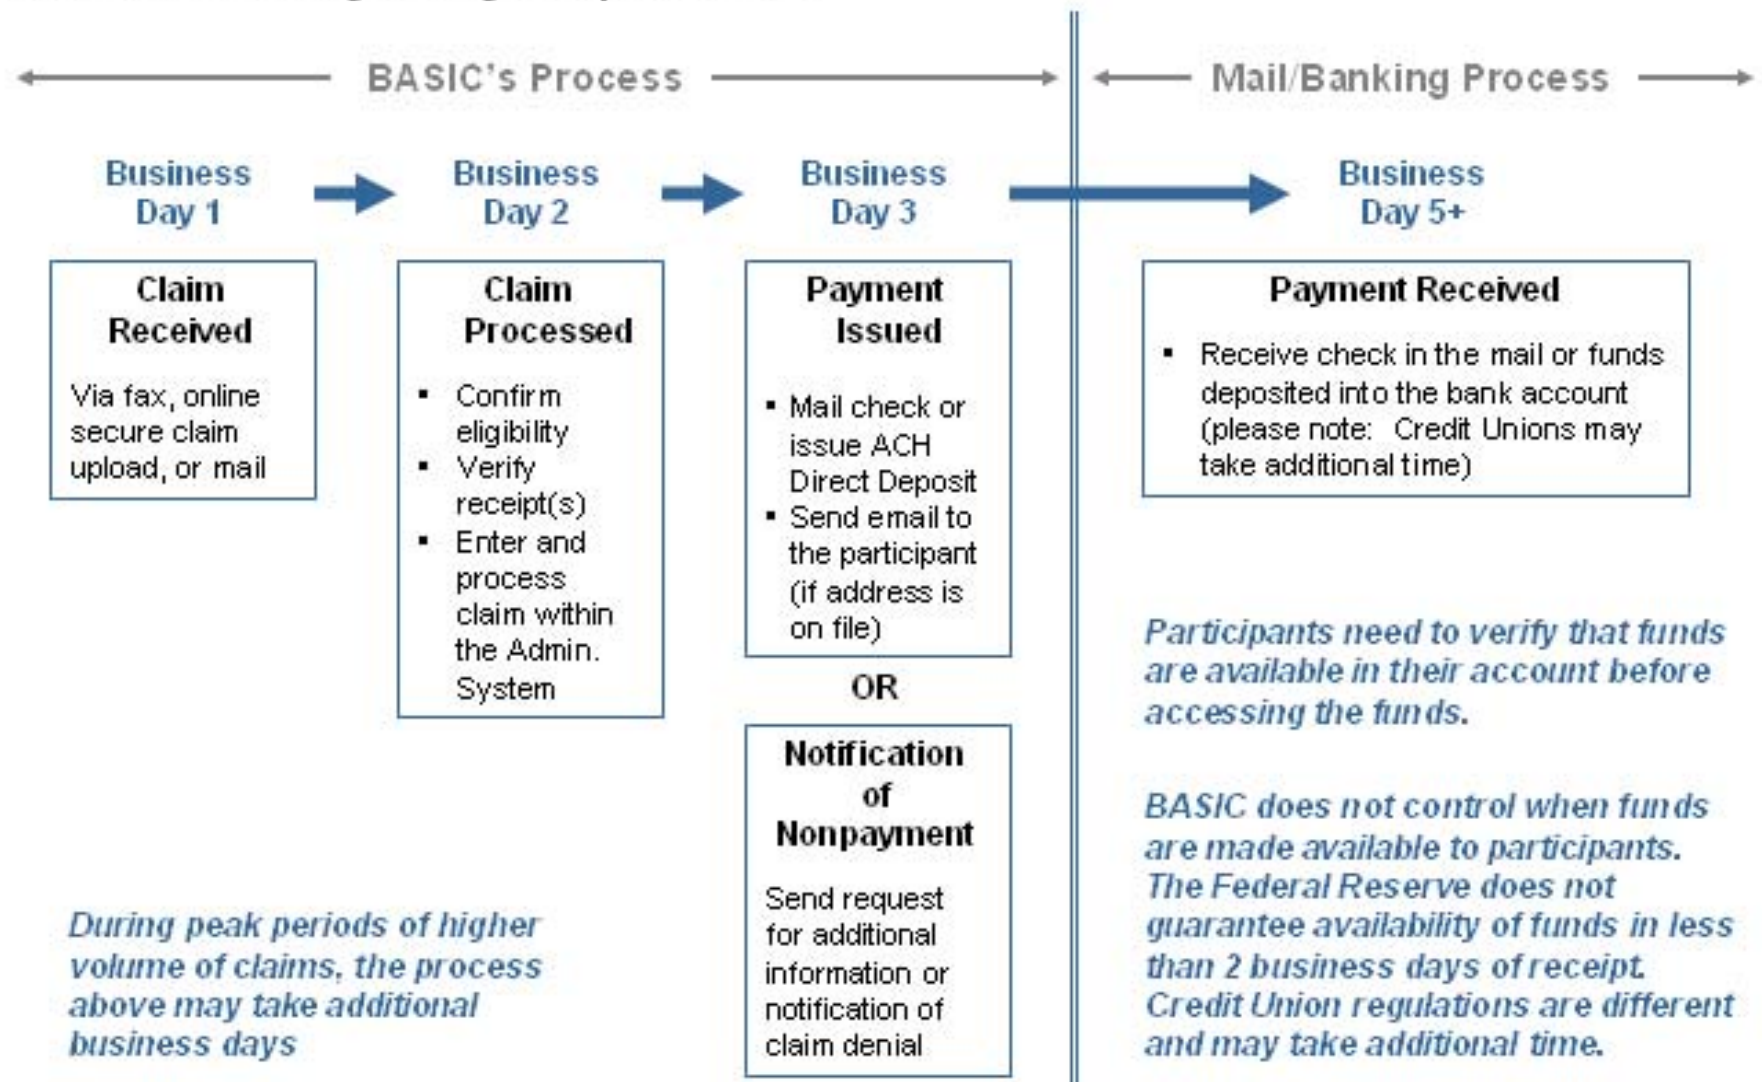 BASIC's Process
Mail/Banking Process
Business
Day 1
Business
Day 2
Business
Day 3
Business
Day 5+
Claim
Received
Via fax, online
secure claim
upload, or mail
Claim
Processed
▪ Confirm
eligibility
▪ Verify
receipt(s)
▪ Enter and
process
claim within
the Admin.
System
Payment
Issued
▪ Mail check or
issue ACH
Direct Deposit
▪ Send email to
the participant
(if address is
on file)
OR
Notification
of
Nonpayment
Send request
for additional
information or
notification of
claim denial
Payment Received
▪ Receive check in the mail or funds
deposited into the bank account
(please note: Credit Unions may
take additional time)
Participants need to verify that funds
are available in their account before
accessing the funds.
BASIC does not control when funds
are made available to participants.
The Federal Reserve does not
guarantee availability of funds in less
than 2 business days of receipt.
Credit Union regulations are different
and may take additional time.
During peak periods of higher
volume of claims, the process
above may take additional
business days